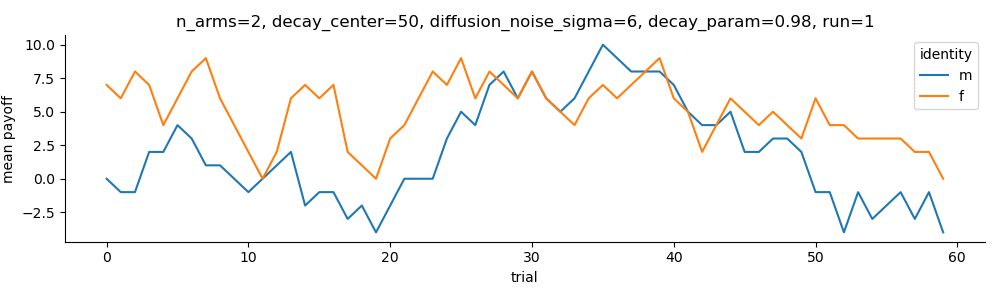 n_arms=2, decay_center=50, diffusion_noise_sigma=6, decay_param=0.98, run=1
mean payoff
10.0
7.5
5.0
2.5
0.0
−2.5
identity
m
f
0 10 20 30 40 50 60
trial